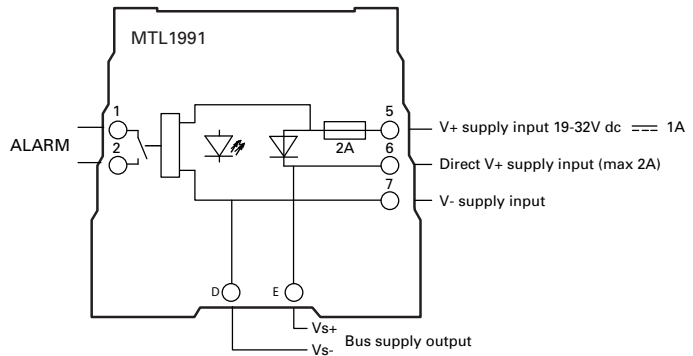 MTL1991
1
5
V+ supply input 19-32V dc 1A
ALARM
2
2A
6
Direct V+ supply input (max 2A)
7
V- supply input
D
E
Vs+
Bus supply output
Vs-